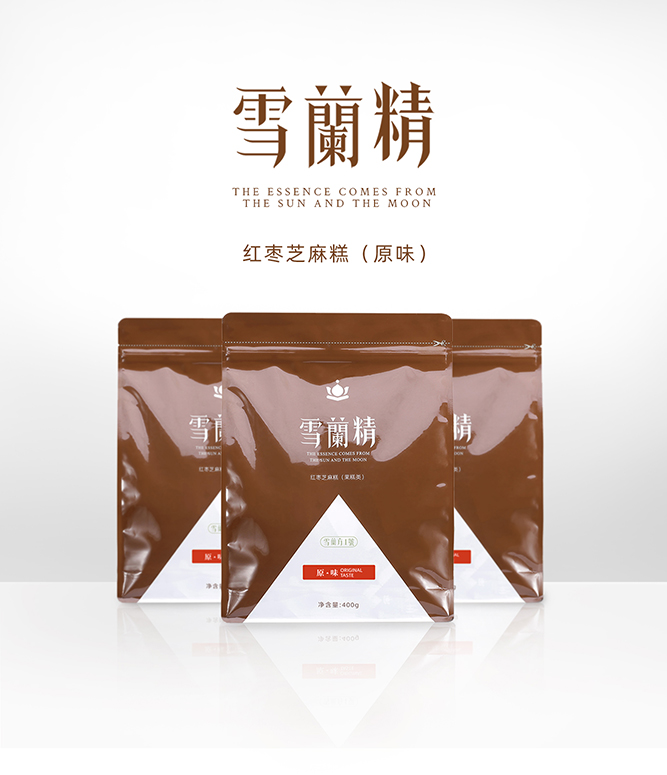 雪蘭精
THE ESSENCE COMES FROM
THE SUN AND THE MOON
红枣芝麻糕（原味）
雪蘭精
THE ESSENCE COMES FROM
THE SUN AND THE MOON
红枣芝麻糕（果糕类）
原·味 ORIGINAL
TASTE
净含量:400g